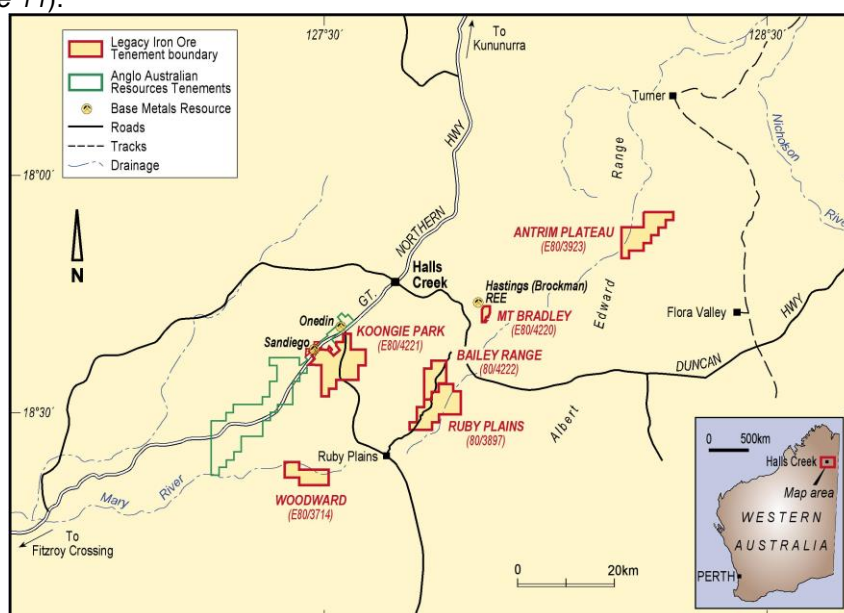 e 11).
127°30'
128°30'
To
Kununurra
Legacy Iron Ore
Tenement boundary
Anglo Australian
Resources Tenements
Base Metals Resource
Roads
Tracks
Drainage
Turner
Nicholson
River
HWY
18°00'
Range
NORTHERN
ANTRIM PLATEAU
(E80/3923)
N
Halls
Creek
GT.
Hastings (Brockman)
REE
Edward
Onedin
MT BRADLEY
(E80/4220)
Flora Valley
HWY
Sandiego
KOONGIE PARK
(E80/4221)
BAILEY RANGE
(80/4222)
DUNCAN
18°30'
RUBY PLAINS
(80/3897)
Albert
0 500km
Ruby Plains
Halls Creek
Map area
Mary River
WOODWARD
(E80/3714)
WESTERN
AUSTRALIA
To
Fitzroy Crossing
0 20km
PERTH